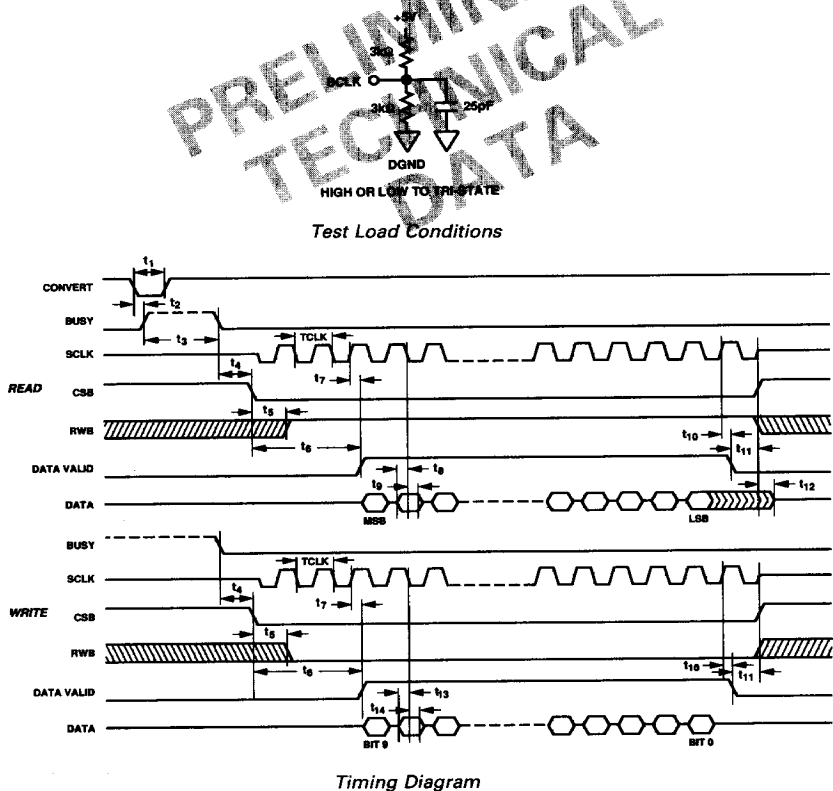 PRELIMINARY
TECHNICAL
DATA
+5V
3kΩ
SCLK
3kΩ
25pF
DGND
HIGH OR LOW TO TRI-STATE
Test Load Conditions
t1
CONVERT
t2
BUSY
t3
TCLK
SCLK
t4
t7
READ
CSB
t5
RWB
t6
t10
t11
DATA VALID
t8
t9
t12
DATA
MSB
LSB
BUSY
TCLK
SCLK
t4
t7
WRITE
CSB
t5
RWB
t6
t10
t11
DATA VALID
t13
t14
DATA
BIT 9
BIT 0
Timing Diagram